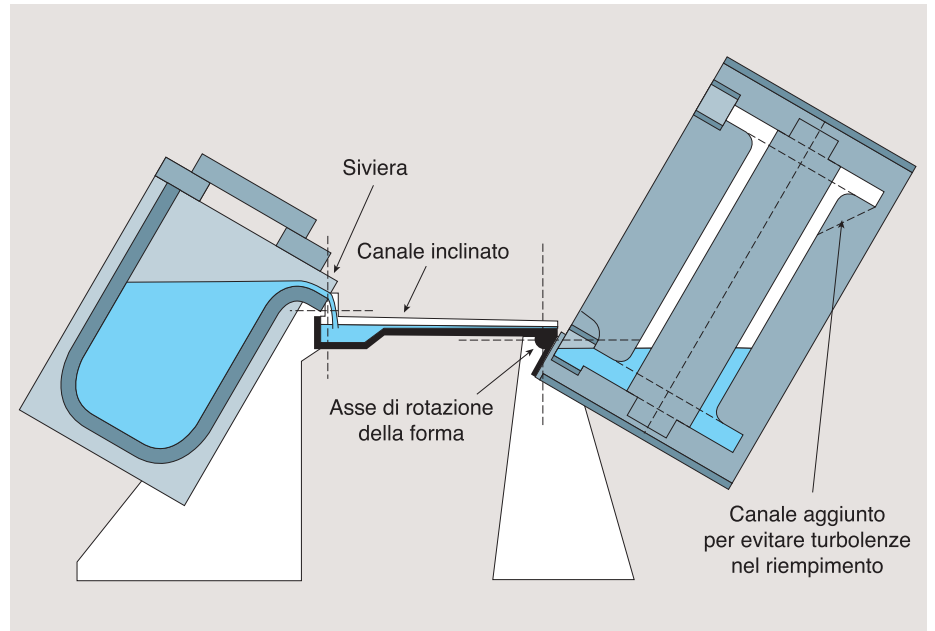 Siviera
Canale inclinato
Asse di rotazione
della forma
Canale aggiunto
per evitare turbolenze
nel riempimento